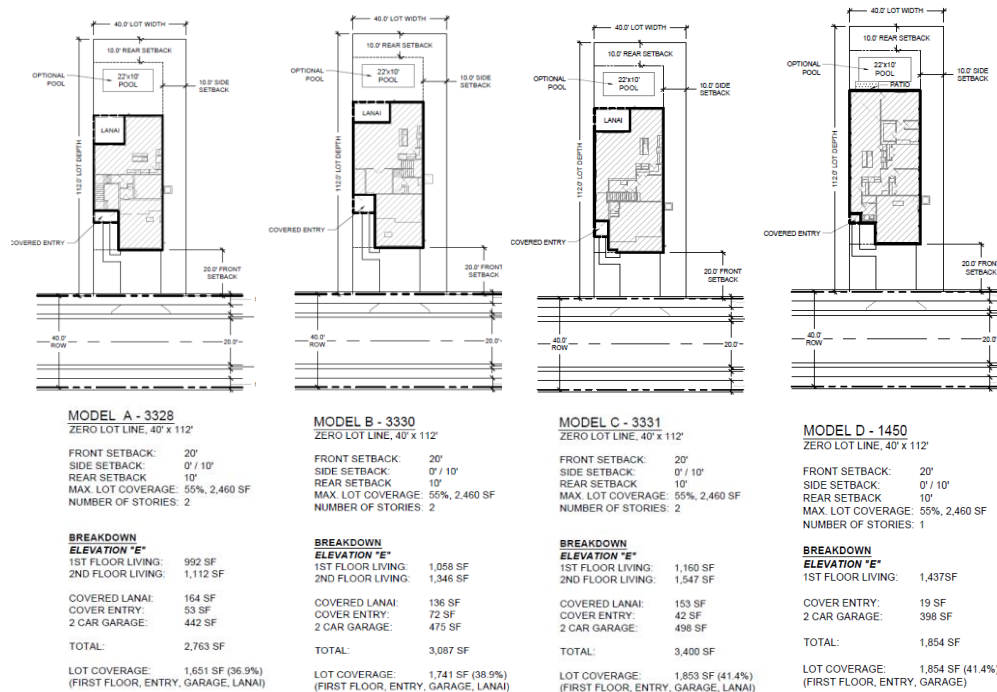 40.0' LOT WIDTH
10.0' REAR SETBACK
OPTIONAL
POOL
22'x10'
POOL
10.0' SIDE
SETBACK
LANAI
112.0' LOT DEPTH
COVERED ENTRY
20.0' FRONT
SETBACK
40.0'
ROW
20.0'
MODEL A - 3328
ZERO LOT LINE, 40' x 112'
FRONT SETBACK: 20'
SIDE SETBACK: 0' / 10'
REAR SETBACK 10'
MAX. LOT COVERAGE: 55%, 2,460 SF
NUMBER OF STORIES: 2
BREAKDOWN
ELEVATION "E"
1ST FLOOR LIVING: 992 SF
2ND FLOOR LIVING: 1,112 SF
COVERED LANAI: 164 SF
COVER ENTRY: 53 SF
2 CAR GARAGE: 442 SF
TOTAL: 2,763 SF
LOT COVERAGE: 1,651 SF (36.9%)
(FIRST FLOOR, ENTRY, GARAGE, LANAI)
40.0' LOT WIDTH
10.0' REAR SETBACK
OPTIONAL
POOL
22'x10'
POOL
10.0' SIDE
SETBACK
LANAI
112.0' LOT DEPTH
COVERED ENTRY
20.0' FRONT
SETBACK
40.0'
ROW
20.0'
MODEL B - 3330
ZERO LOT LINE, 40' x 112'
FRONT SETBACK: 20'
SIDE SETBACK: 0' / 10'
REAR SETBACK 10'
MAX. LOT COVERAGE: 55%, 2,460 SF
NUMBER OF STORIES: 2
BREAKDOWN
ELEVATION "E"
1ST FLOOR LIVING: 1,058 SF
2ND FLOOR LIVING: 1,346 SF
COVERED LANAI: 136 SF
COVER ENTRY: 72 SF
2 CAR GARAGE: 475 SF
TOTAL: 3,087 SF
LOT COVERAGE: 1,741 SF (38.9%)
(FIRST FLOOR, ENTRY, GARAGE, LANAI)
40.0' LOT WIDTH
10.0' REAR SETBACK
OPTIONAL
POOL
22'x10'
POOL
10.0' SIDE
SETBACK
LANAI
112.0' LOT DEPTH
COVERED ENTRY
20.0' FRONT
SETBACK
40.0'
ROW
20.0'
MODEL C - 3331
ZERO LOT LINE, 40' x 112'
FRONT SETBACK: 20'
SIDE SETBACK: 0' / 10'
REAR SETBACK 10'
MAX. LOT COVERAGE: 55%, 2,460 SF
NUMBER OF STORIES: 2
BREAKDOWN
ELEVATION "E"
1ST FLOOR LIVING: 1,160 SF
2ND FLOOR LIVING: 1,547 SF
COVERED LANAI: 153 SF
COVER ENTRY: 42 SF
2 CAR GARAGE: 498 SF
TOTAL: 3,400 SF
LOT COVERAGE: 1,853 SF (41.4%)
(FIRST FLOOR, ENTRY, GARAGE, LANAI)
40.0' LOT WIDTH
10.0' REAR SETBACK
OPTIONAL
POOL
22'x10'
POOL
PATIO
10.0' SIDE
SETBACK
112.0' LOT DEPTH
COVERED ENTRY
20.0' FRONT
SETBACK
40.0'
ROW
20.0'
MODEL D - 1450
ZERO LOT LINE, 40' x 112'
FRONT SETBACK: 20'
SIDE SETBACK: 0' / 10'
REAR SETBACK 10'
MAX. LOT COVERAGE: 55%, 2,460 SF
NUMBER OF STORIES: 1
BREAKDOWN
ELEVATION "E"
1ST FLOOR LIVING: 1,437SF
COVER ENTRY: 19 SF
2 CAR GARAGE: 398 SF
TOTAL: 1,854 SF
LOT COVERAGE: 1,854 SF (41.4%)
(FIRST FLOOR, ENTRY, GARAGE)